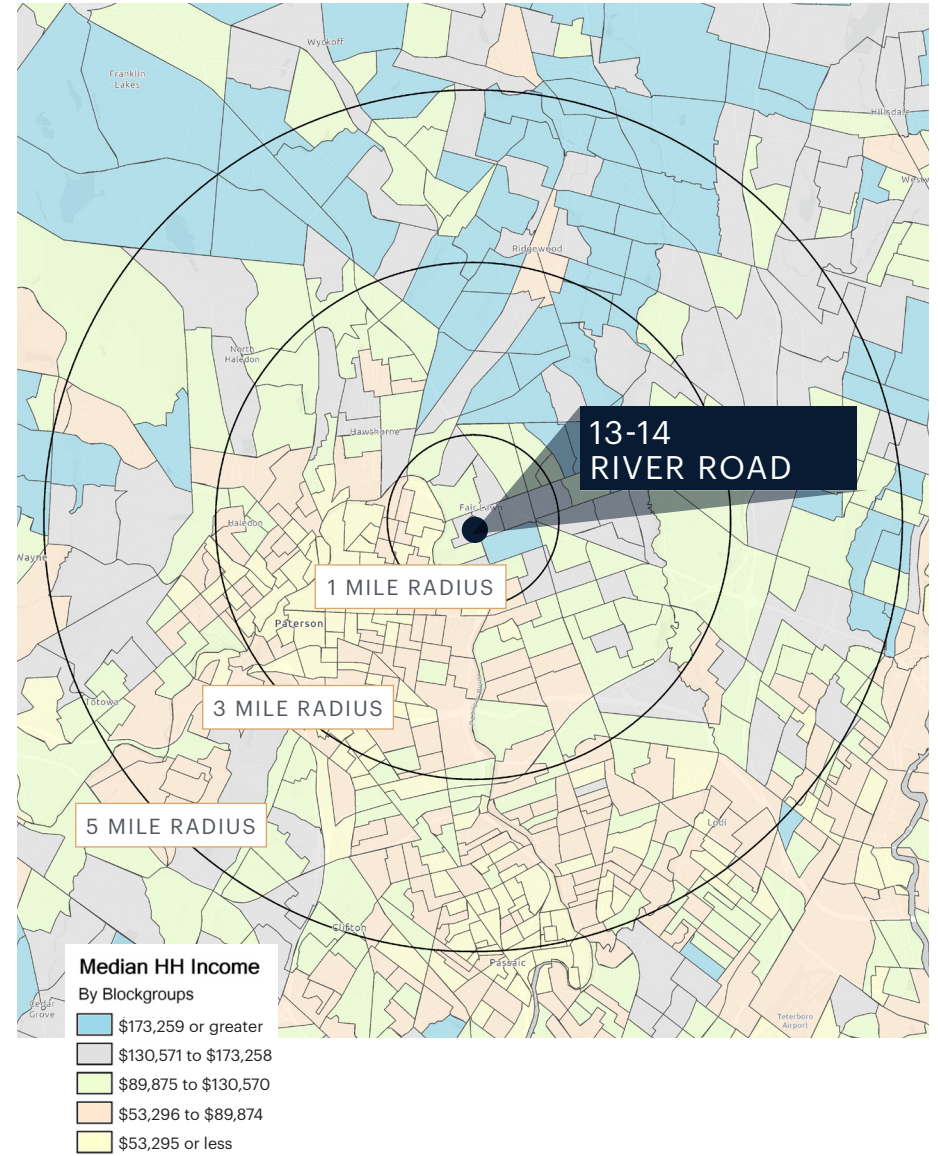 Wyckoff
Franklin
Lakes
Hillsdale
Ridgewood
North
Haledon
Hawthorne
13-14
RIVER ROAD
Fair Lawn
Haledon
Wayne
1 MILE RADIUS
Paterson
3 MILE RADIUS
Totowa
5 MILE RADIUS
Lodi
Clifton
Passaic
Median HH Income
By Blockgroups
Cedar
Grove
Teterboro
Airport
$173,259 or greater
$130,571 to $173,258
$89,875 to $130,570
$53,296 to $89,874
$53,295 or less